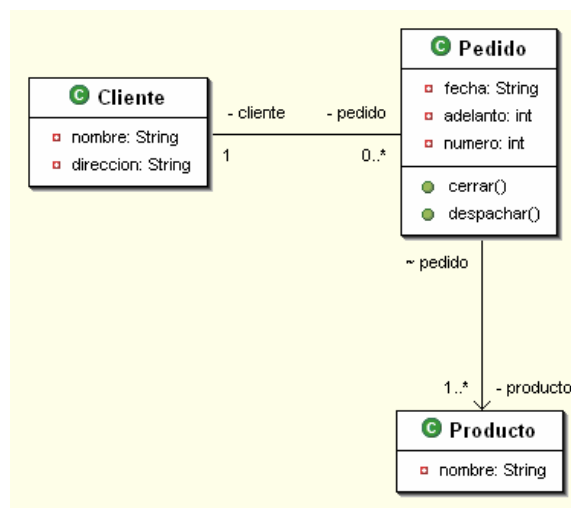 C Pedido
fecha: String
adelanto: int
numero: int
cerrar()
despachar()
C Cliente
nombre: String
direccion: String
- cliente
- pedido
1
0..*
~ pedido
1..*
- producto
C Producto
nombre: String